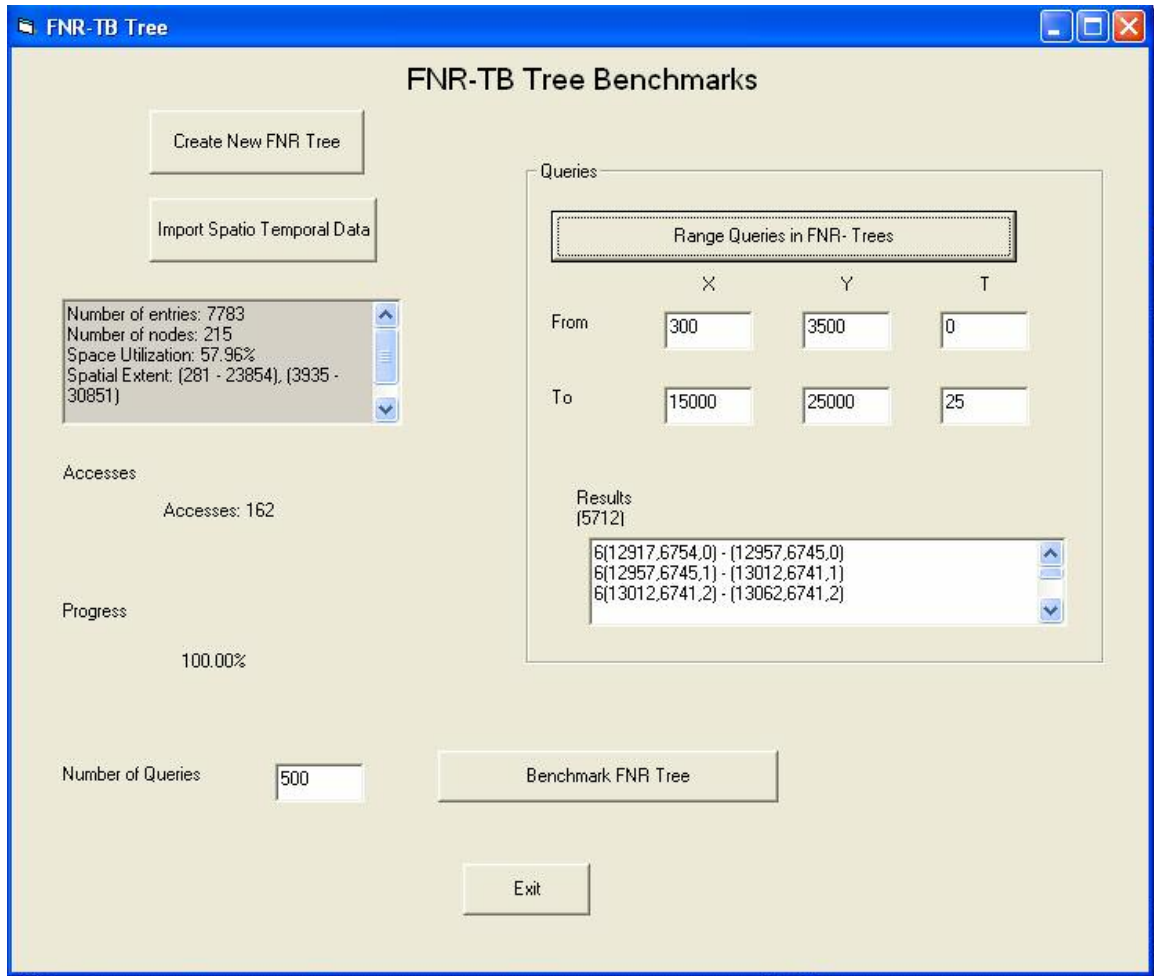 FNR-TB Tree
FNR-TB Tree Benchmarks
Create New FNR Tree
Import Spatio Temporal Data
Number of entries: 7783
Number of nodes: 215
Space Utilization: 57.96%
Spatial Extent: (281 - 23854), (3935 -
30851)
Accesses
Accesses: 162
Progress
100.00%
Queries
Range Queries in FNR- Trees
X Y T
From 300 3500 0
To 15000 25000 25
Results
(5712)
6(12917,6754,0) - (12957,6745,0)
6(12957,6745,1) - (13012,6741,1)
6(13012,6741,2) - (13062,6741,2)
Number of Queries 500
Benchmark FNR Tree
Exit